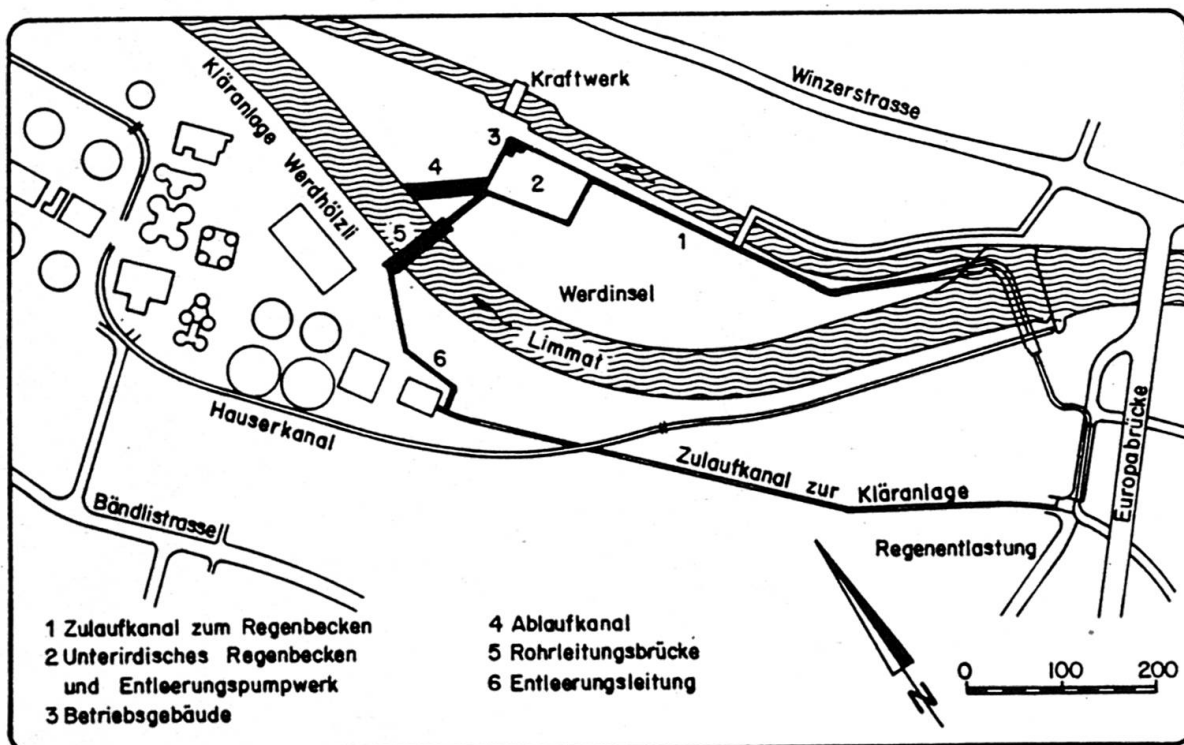 Kraftwerk
Winzerstrasse
Kläranlage Werdhölzli
3
4
2
5
1
Werdinsel
Limmat
6
Hauserkanal
Zulaufkanal zur Kläranlage
Europabrücke
Bändlistrasse
Regenentlastung
1 Zulaufkanal zum Regenbecken
2 Unterirdisches Regenbecken
und Entleerungspumpwerk
3 Betriebsgebäude
4 Ablaufkanal
5 Rohrleitungsbrücke
6 Entleerungsleitung
N
0 100 200